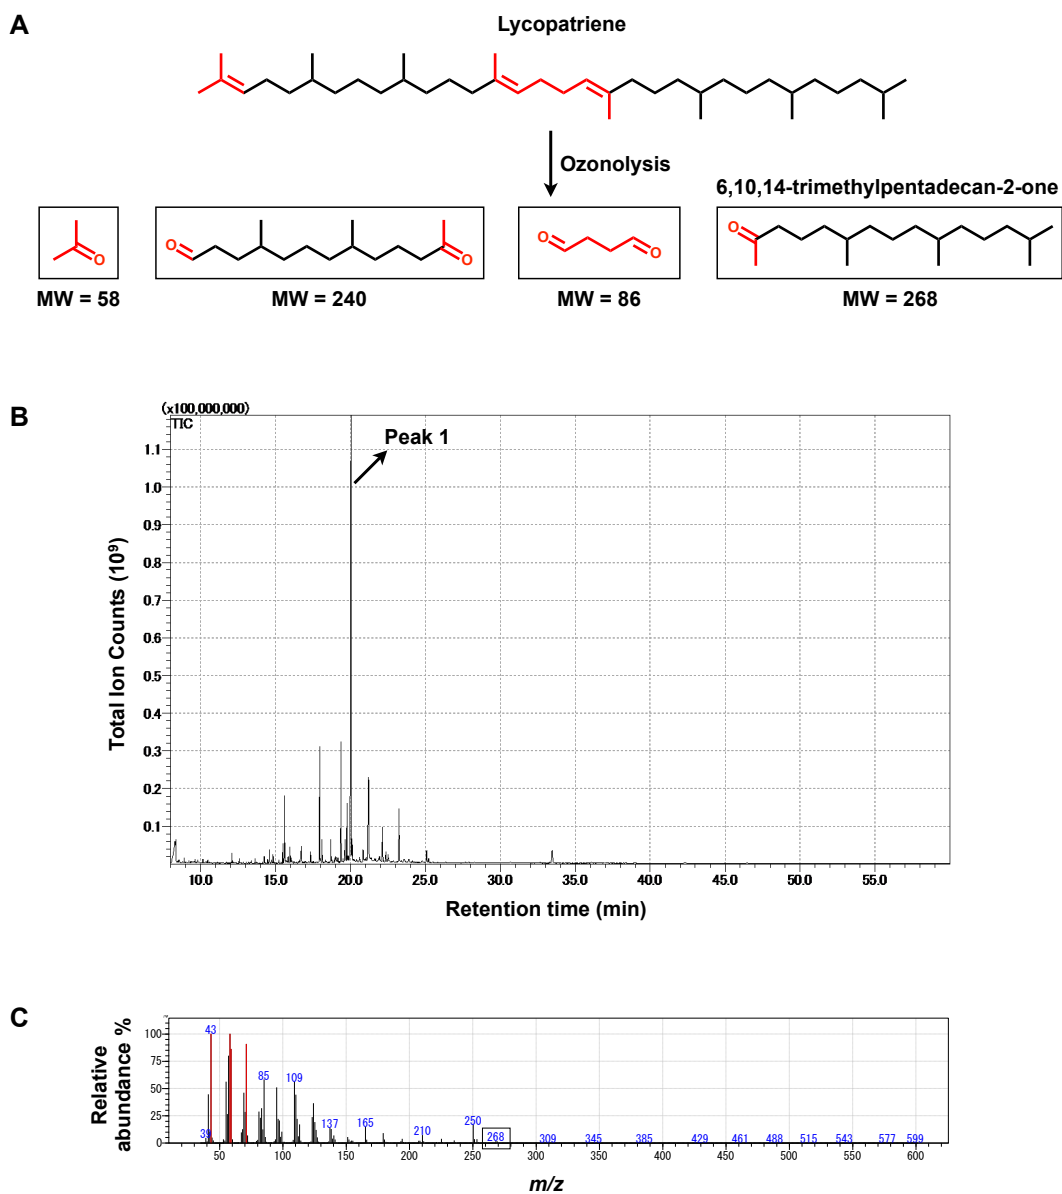 A
Lycopatriene
Ozonolysis
6,10,14-trimethylpentadecan-2-one
O
O
O
O
O
O
MW = 58
MW = 240
MW = 86
MW = 268
B
(x100,000,000)
TIC
Peak 1
1.1
1.0
0.9
0.8
0.7
0.6
0.5
0.4
0.3
0.2
0.1
Total Ion Counts (10⁹)
10.0 15.0 20.0 25.0 30.0 35.0 40.0 45.0 50.0 55.0
Retention time (min)
C
Relative
abundance %
100
75
50
25
0
43
85 109
39 137 165 210 250 268 309 345 385 429 461 488 515 543 577 599
50 100 150 200 250 300 350 400 450 500 550 600
m/z